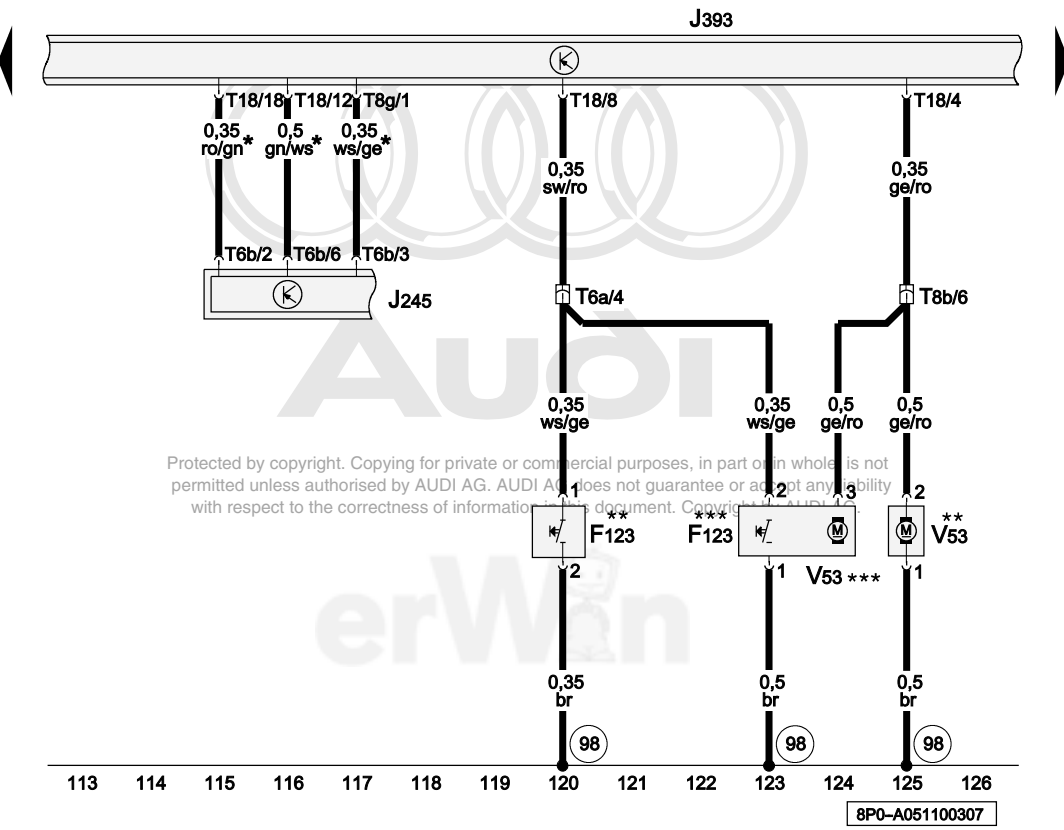 J393
T18/18 T18/12 T8g/1 T18/8 T18/4
0,35 0,5 0,35
ro/gn* gn/ws* ws/ge*
0,35 0,35
sw/ro ge/ro
T6b/2 T6b/6 T6b/3
J245
T6a/4 T8b/6
Audi
0,35 0,35 0,5 0,5
ws/ge ws/ge ge/ro ge/ro
Protected by copyright. Copying for private or commercial purposes, in part or in whole, is not
permitted unless authorised by AUDI AG. AUDI AG does not guarantee or accept any liability
with respect to the correctness of information in this document. Copyright by AUDI AG.
1 2 3 2
** *** **
F123 F123 M M V53
2 1 1
V53 ***
erWin
0,35 0,5 0,5
br br br
98 98 98
113 114 115 116 117 118 119 120 121 122 123 124 125 126
8P0-A051100307